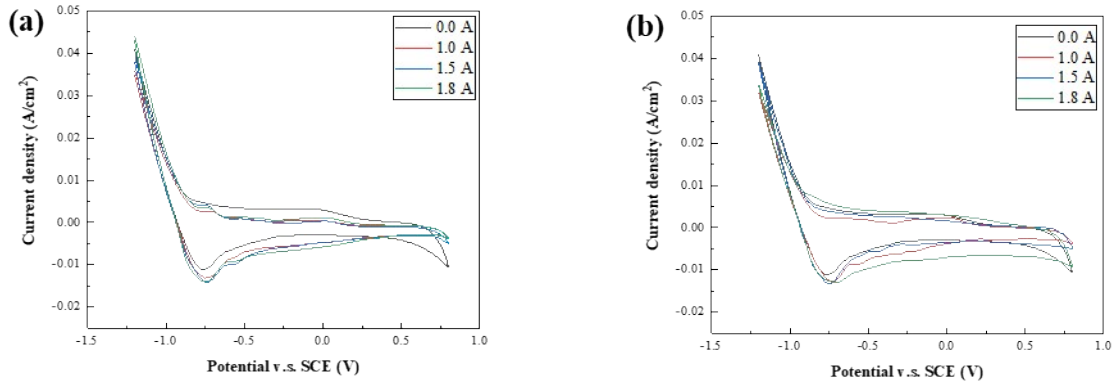 (a)
0.05
0.04
0.03
0.02
0.01
0.00
-0.01
-0.02
Current density (A/cm²)
0.0 A
1.0 A
1.5 A
1.8 A
-1.5 -1.0 -0.5 0.0 0.5 1.0
Potential v.s. SCE (V)
(b)
0.05
0.04
0.03
0.02
0.01
0.00
-0.01
-0.02
Current density (A/cm²)
0.0 A
1.0 A
1.5 A
1.8 A
-1.5 -1.0 -0.5 0.0 0.5 1.0
Potential v.s. SCE (V)